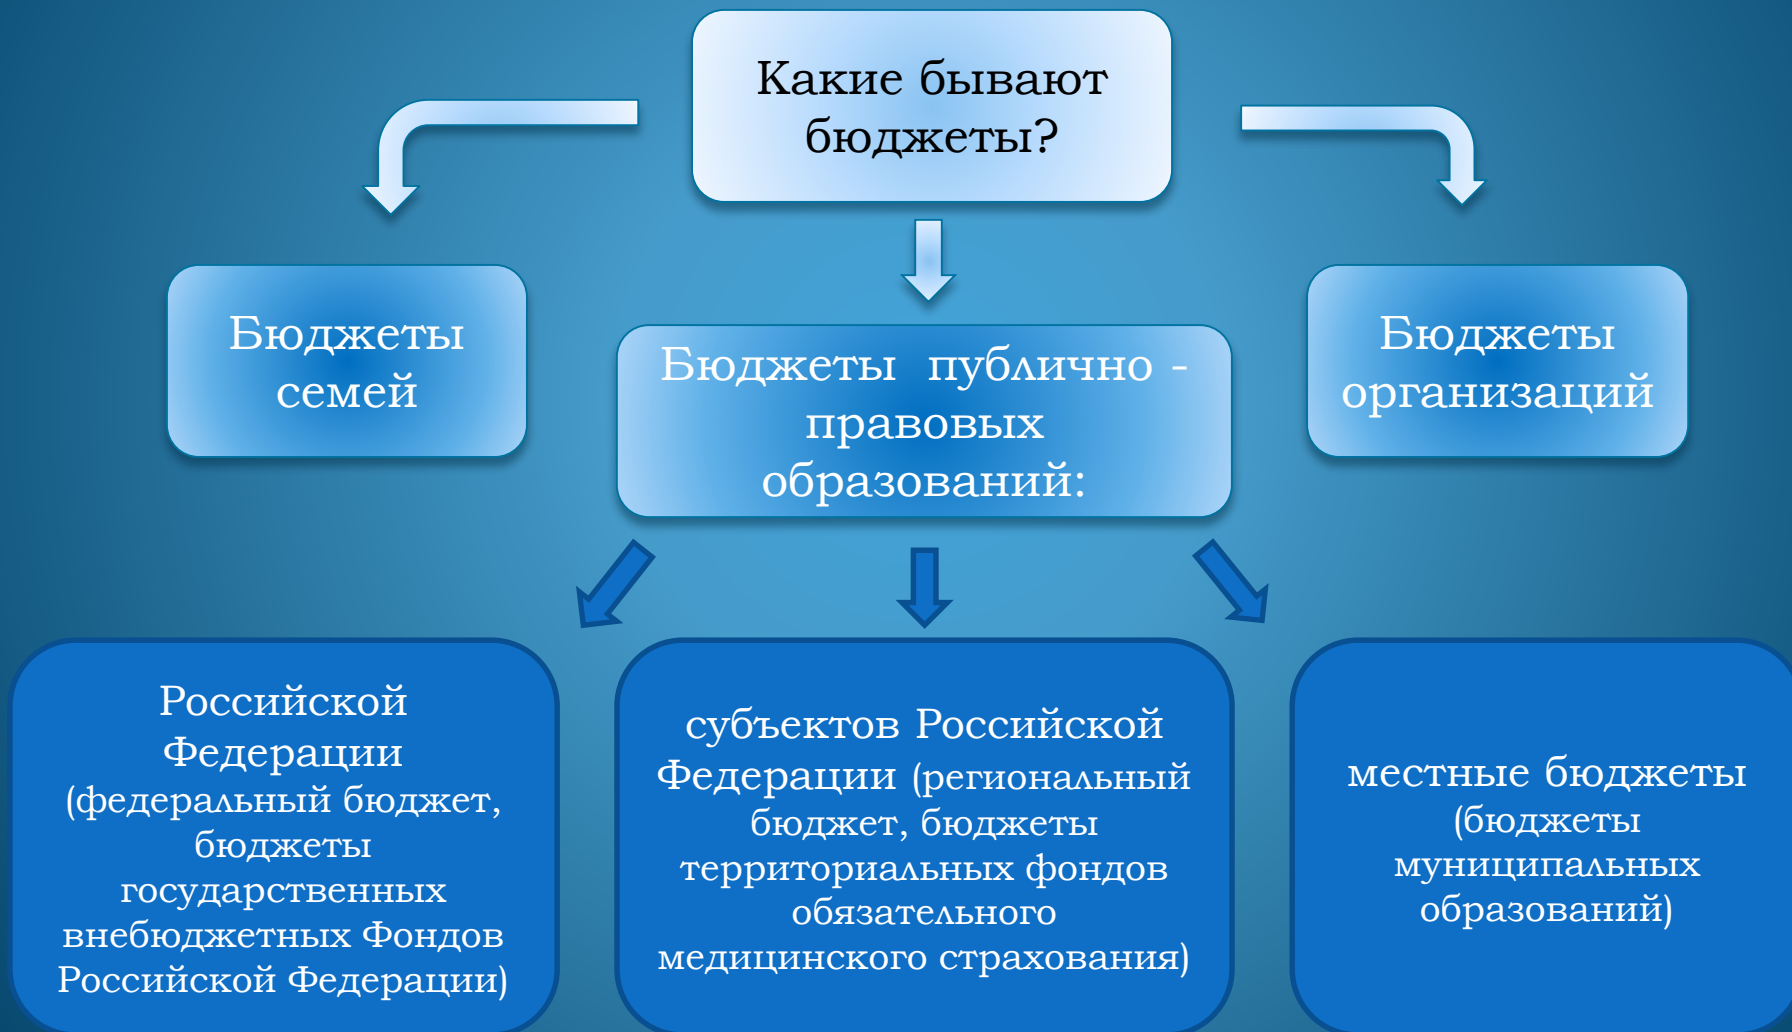 Какие бывают
бюджеты?
Бюджеты
семей
Бюджеты публично -
правовых
образований:
Бюджеты
организаций
Российской
Федерации
(федеральный бюджет,
бюджеты
государственных
внебюджетных Фондов
Российской Федерации)
субъектов Российской
Федерации (региональный
бюджет, бюджеты
территориальных фондов
обязательного
медицинского страхования)
местные бюджеты
(бюджеты
муниципальных
образований)